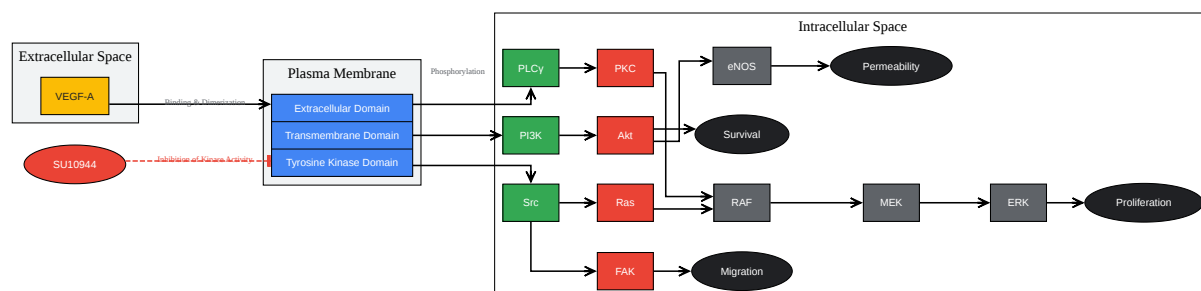 Extracellular Space
VEGF-A
SU10944
Binding & Dimerization
Inhibition of Kinase Activity
Plasma Membrane
Extracellular Domain
Transmembrane Domain
Tyrosine Kinase Domain
Phosphorylation
Intracellular Space
PLCγ
PKC
eNOS
Permeability
PI3K
Akt
Survival
Src
Ras
RAF
MEK
ERK
Proliferation
FAK
Migration